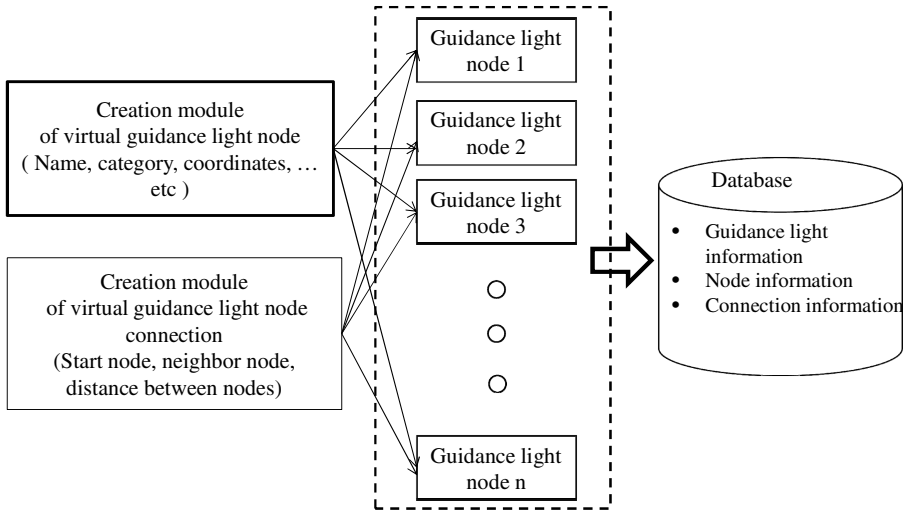 Creation module
of virtual guidance light node
( Name, category, coordinates, …
etc )
Creation module
of virtual guidance light node
connection
(Start node, neighbor node,
distance between nodes)
Guidance light
node 1
Guidance light
node 2
Guidance light
node 3
Guidance light
node n
Database
• Guidance light
information
• Node information
• Connection information